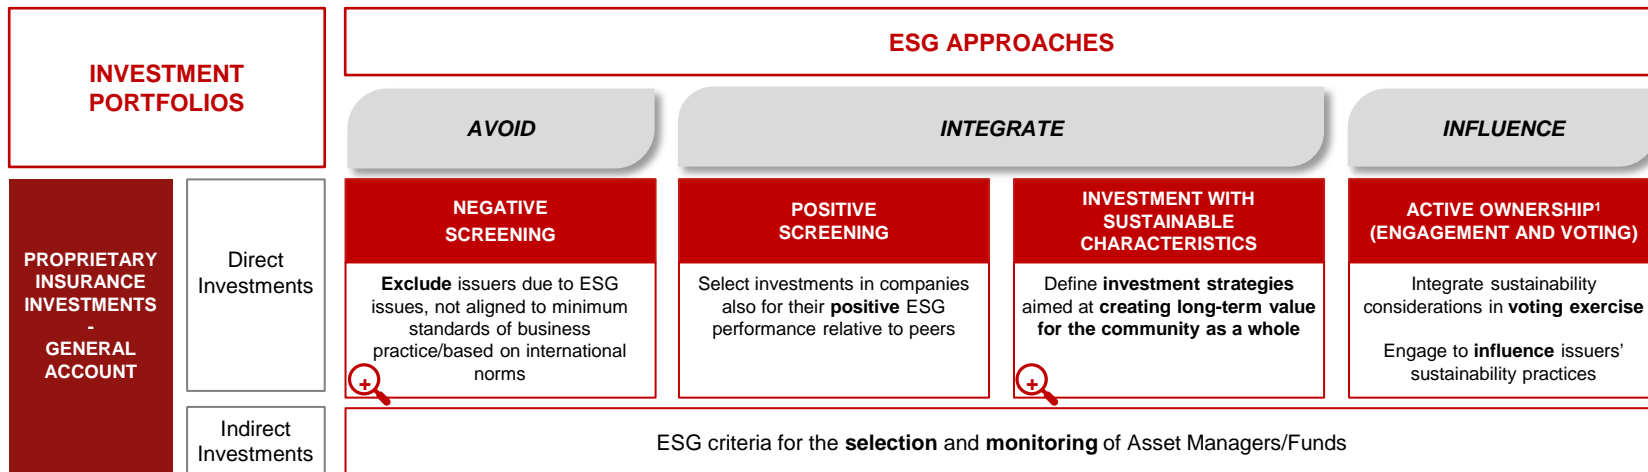 INVESTMENT
PORTFOLIOS
ESG APPROACHES
AVOID
INTEGRATE
INFLUENCE
PROPRIETARY
INSURANCE
INVESTMENTS
-
GENERAL
ACCOUNT
Direct
Investments
NEGATIVE
SCREENING
Exclude issuers due to ESG
issues, not aligned to minimum
standards of business
practice/based on international
norms
+
POSITIVE
SCREENING
Select investments in companies
also for their positive ESG
performance relative to peers
INVESTMENT WITH
SUSTAINABLE
CHARACTERISTICS
Define investment strategies
aimed at creating long-term value
for the community as a whole
+
ACTIVE OWNERSHIP¹
(ENGAGEMENT AND VOTING)
Integrate sustainability
considerations in voting exercise
Engage to influence issuers’
sustainability practices
Indirect
Investments
ESG criteria for the selection and monitoring of Asset Managers/Funds